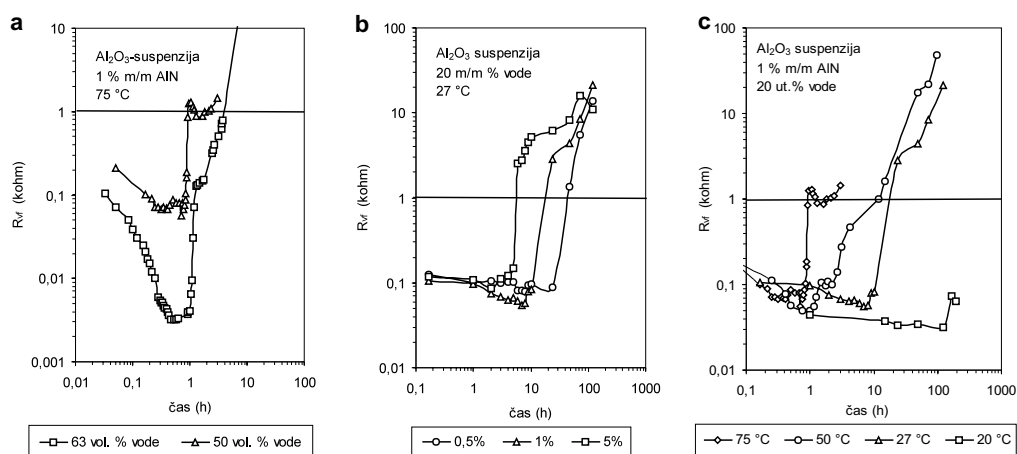 a
Al₂O₃-suspenzija
1 % m/m AlN
75 °C
10
1
0,1
0,01
0,001
R_vf (kohm)
0,01
0,1
1
10
100
čas (h)
63 vol. % vode
50 vol. % vode
b
Al₂O₃ suspenzija
20 m/m % vode
27 °C
100
10
1
0,1
0,01
R_vf (kohm)
0,1
1
10
100
1000
čas (h)
0,5%
1%
5%
c
Al₂O₃ suspenzija
1 % m/m AlN
20 ut.% vode
100
10
1
0,1
0,01
R_vf (kohm)
0,1
1
10
100
1000
čas (h)
75 °C
50 °C
27 °C
20 °C